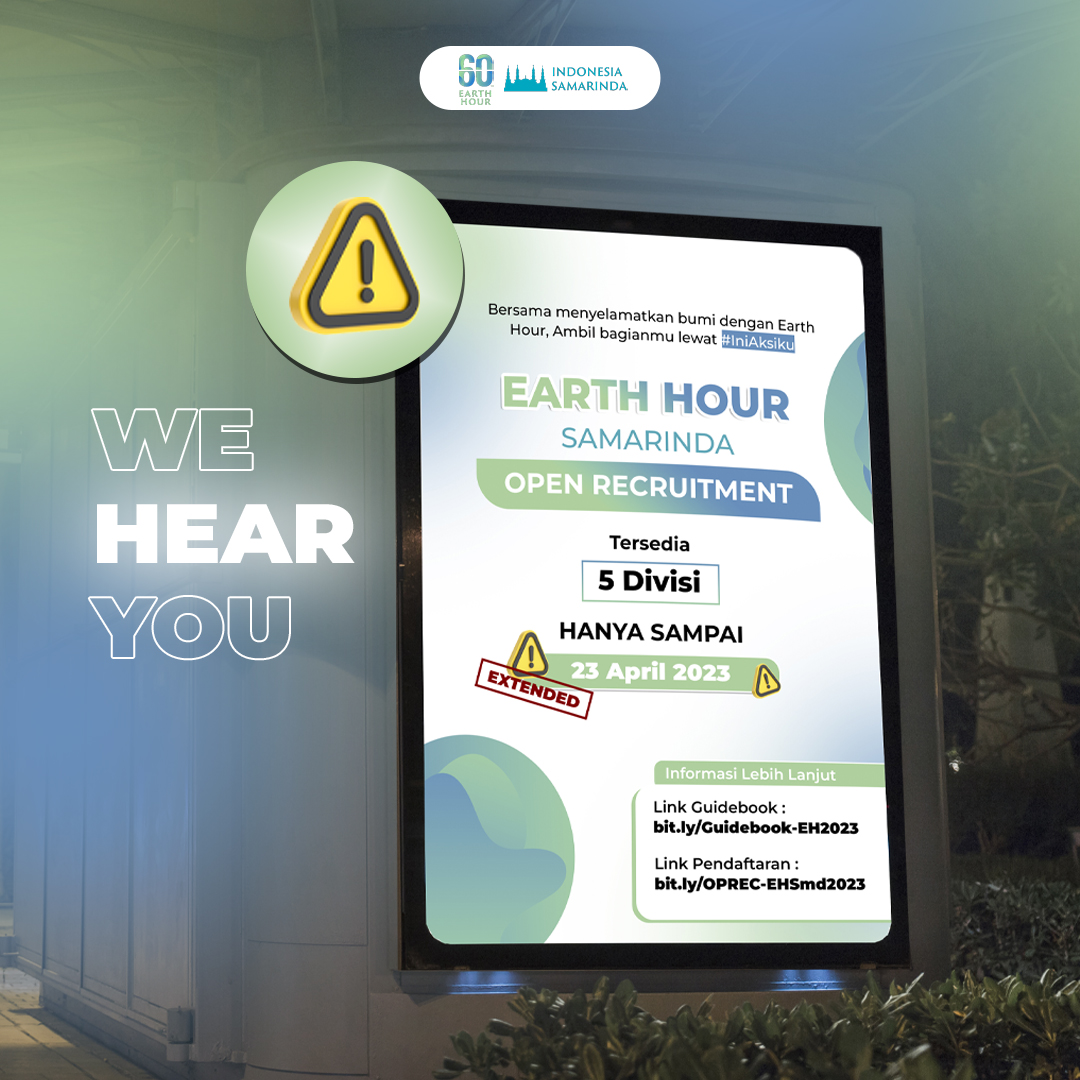 60
EARTH
HOUR
INDONESIA
SAMARINDA
WE
HEAR
YOU
Bersama menyelamatkan bumi dengan Earth
Hour, Ambil bagianmu lewat #IniAksiku
EARTH HOUR
SAMARINDA
OPEN RECRUITMENT
Tersedia
5 Divisi
HANYA SAMPAI
23 April 2023
EXTENDED
Informasi Lebih Lanjut
Link Guidebook :
bit.ly/Guidebook-EH2023
Link Pendaftaran :
bit.ly/OPREC-EHSmd2023